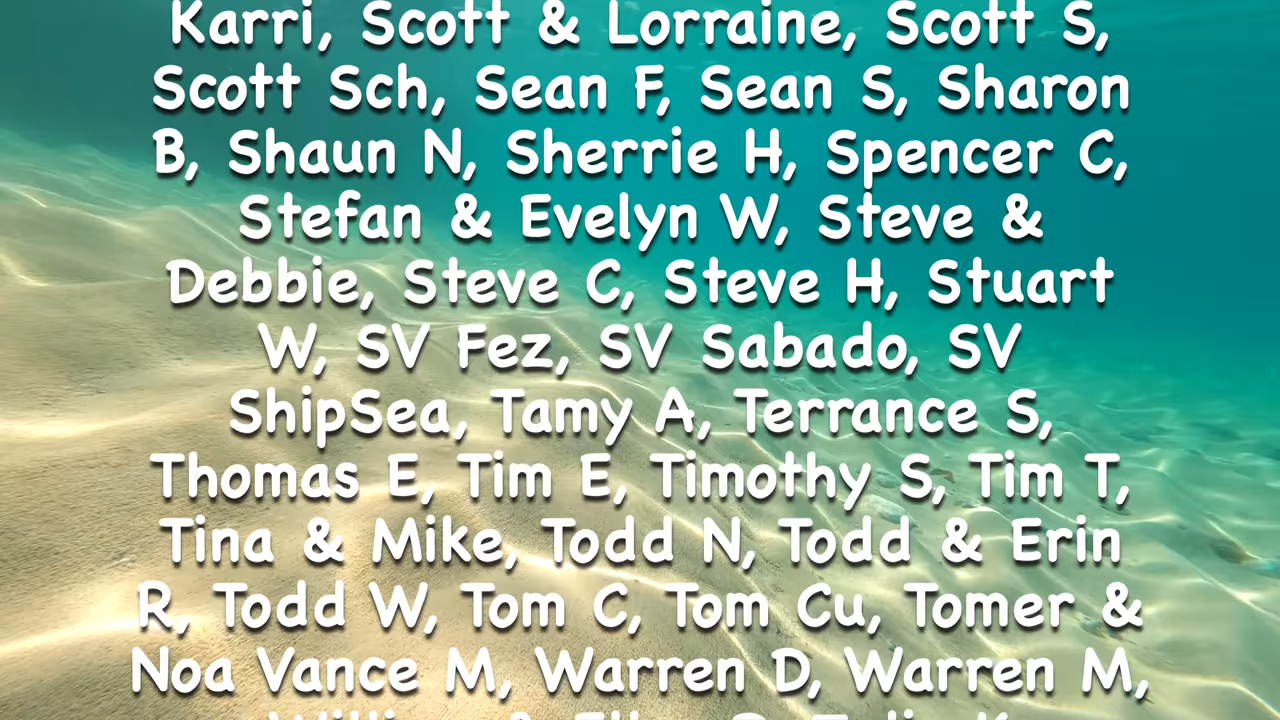 Karri, Scott & Lorraine, Scott S,
Scott Sch, Sean F, Sean S, Sharon
B, Shaun N, Sherrie H, Spencer C,
Stefan & Evelyn W, Steve &
Debbie, Steve C, Steve H, Stuart
W, SV Fez, SV Sabado, SV
ShipSea, Tamy A, Terrance S,
Thomas E, Tim E, Timothy S, Tim T,
Tina & Mike, Todd N, Todd & Erin
R, Todd W, Tom C, Tom Cu, Tomer &
Noa Vance M, Warren D, Warren M,